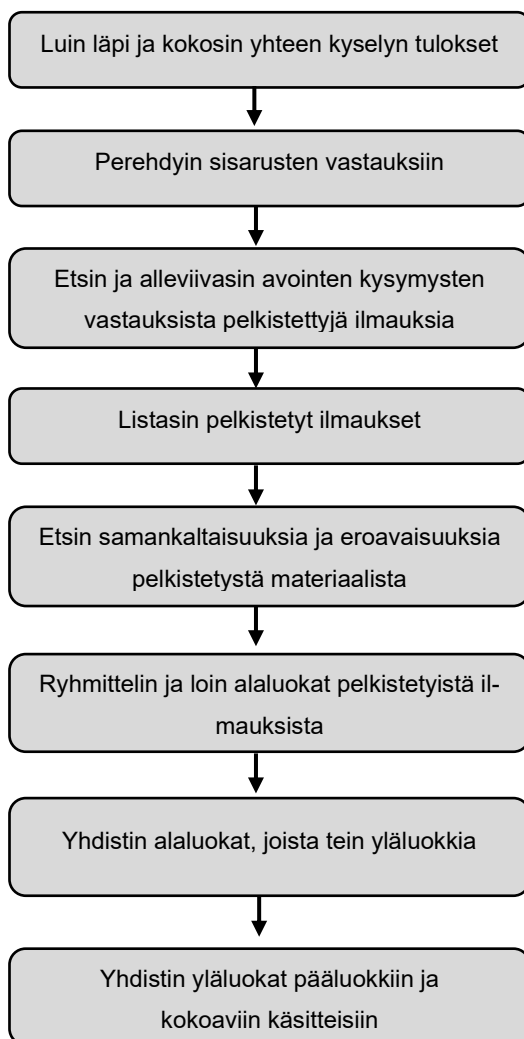 Luin läpi ja kokosin yhteen kyselyn tulokset
Perehdyin sisarusten vastauksiin
Etsin ja alleviivasin avointen kysymysten
vastauksista pelkistettyjä ilmauksia
Listasin pelkistetyt ilmaukset
Etsin samankaltaisuuksia ja eroavaisuuksia
pelkistetystä materiaalista
Ryhmittelin ja loin alaluokat pelkistetyistä il-
mauksista
Yhdistin alaluokat, joista tein yläluokkia
Yhdistin yläluokat pääluokkiin ja
kokoaviin käsitteisiin